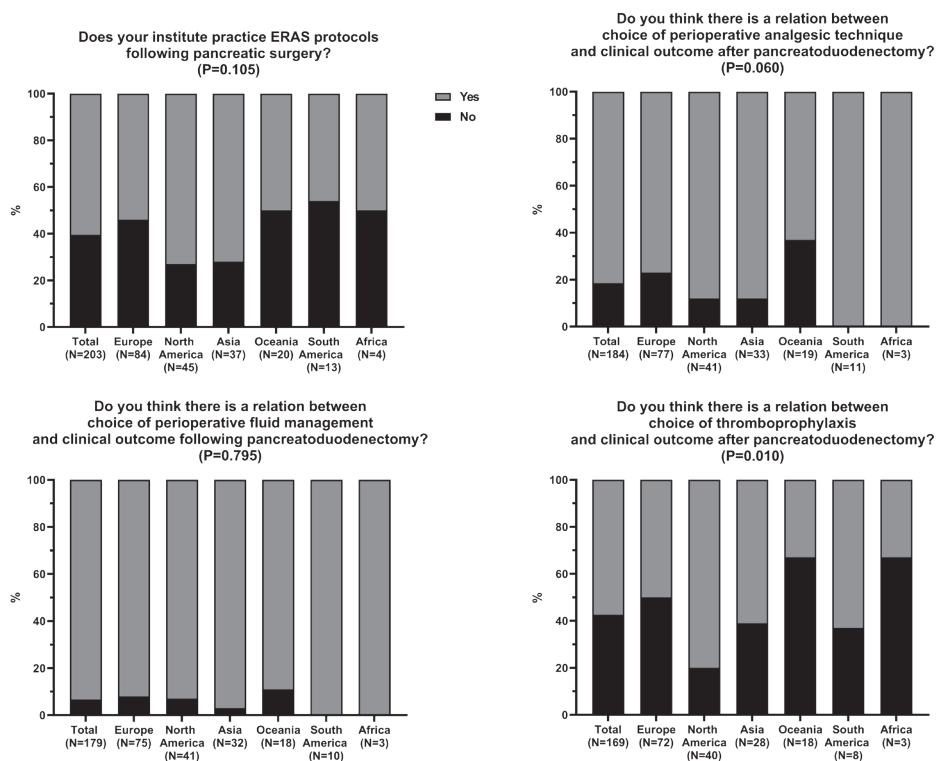 Does your institute practice ERAS protocols
following pancreatic surgery?
(P=0.105)
100
80
60
40
20
0
%
Total Europe North Asia Oceania South Africa
(N=203) (N=84) America (N=37) (N=20) America (N=4)
(N=45) (N=13)
Yes
No
Do you think there is a relation between
choice of perioperative analgesic technique
and clinical outcome after pancreatoduodenectomy?
(P=0.060)
100
80
60
40
20
0
%
Total Europe North Asia Oceania South Africa
(N=184) (N=77) America (N=33) (N=19) America (N=3)
(N=41) (N=11)
Do you think there is a relation between
choice of perioperative fluid management
and clinical outcome following pancreatoduodenectomy?
(P=0.795)
100
80
60
40
20
0
%
Total Europe North Asia Oceania South Africa
(N=179) (N=75) America (N=32) (N=18) America (N=3)
(N=41) (N=10)
Do you think there is a relation between
choice of thromboprophylaxis
and clinical outcome after pancreatoduodenectomy?
(P=0.010)
100
80
60
40
20
0
%
Total Europe North Asia Oceania South Africa
(N=169) (N=72) America (N=28) (N=18) America (N=3)
(N=40) (N=8)